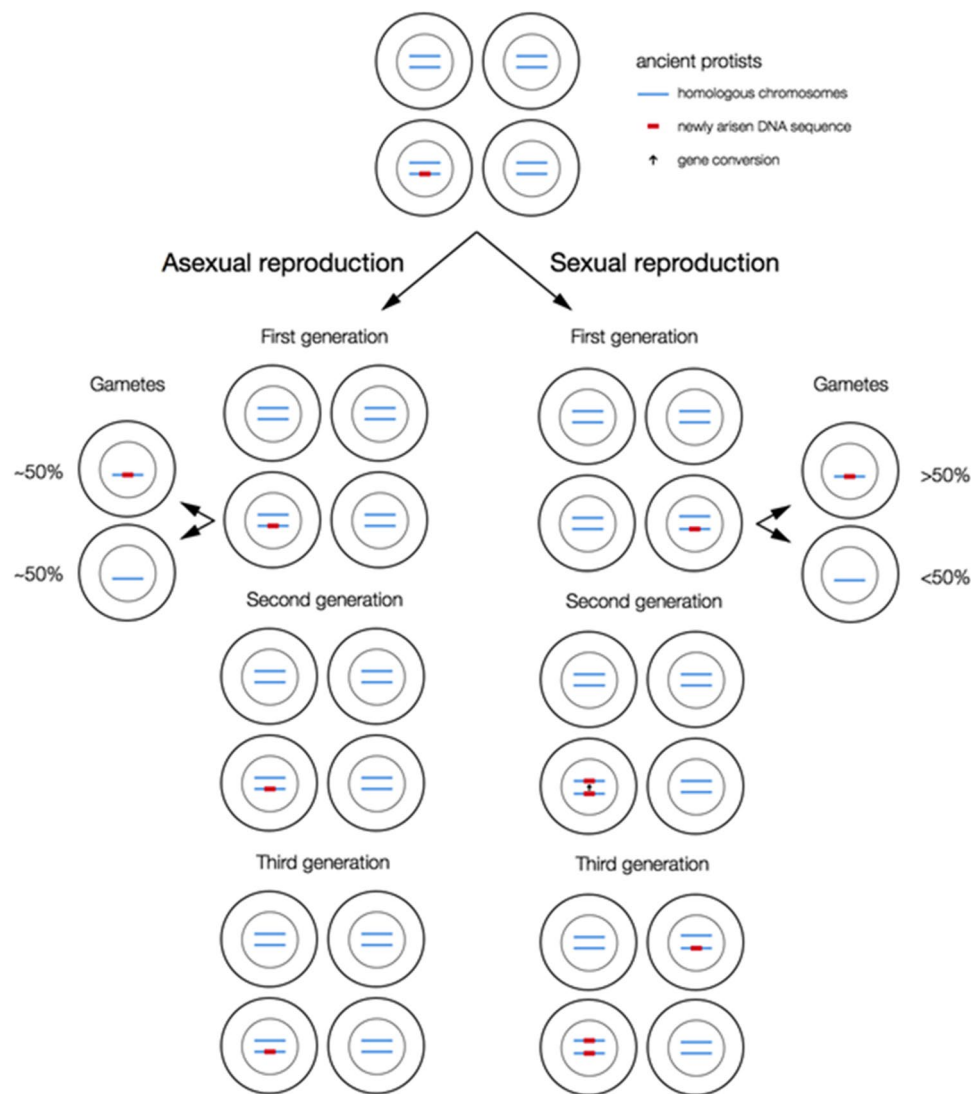 ancient protists
homologous chromosomes
newly arisen DNA sequence
gene conversion
Asexual reproduction
Sexual reproduction
First generation
First generation
Gametes
Gametes
~50%
>50%
~50%
<50%
Second generation
Second generation
Third generation
Third generation